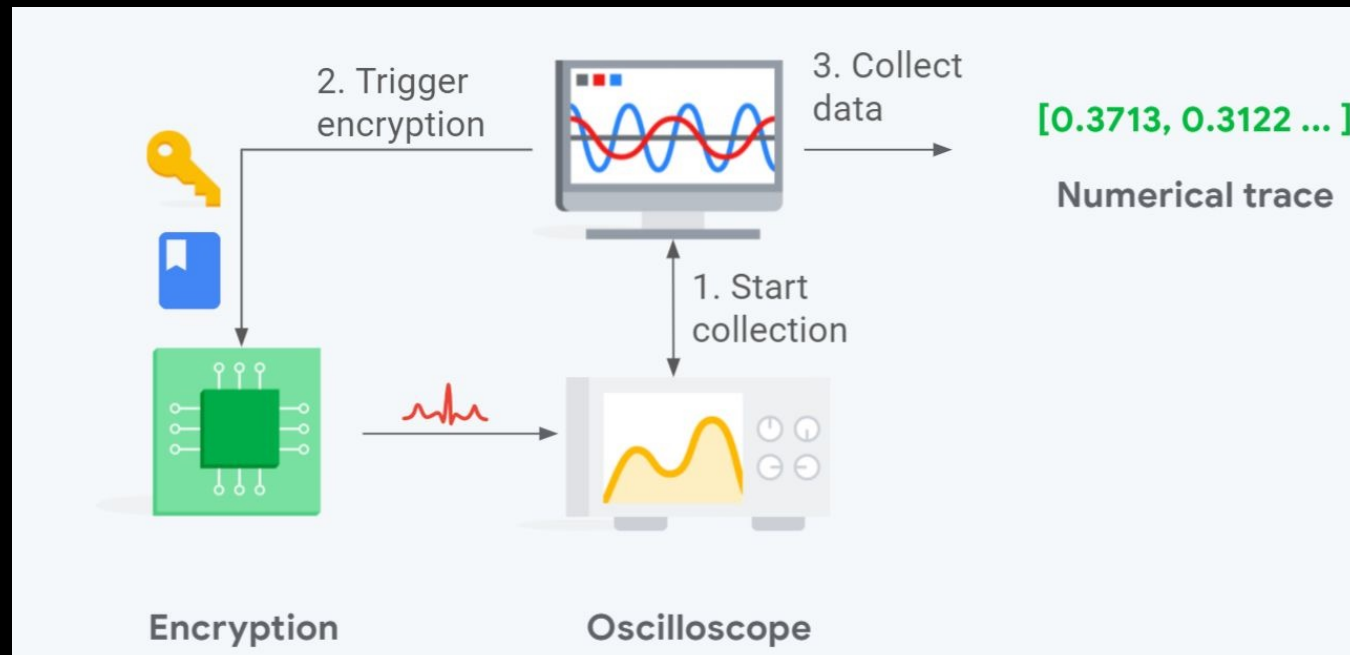 2. Trigger
encryption
3. Collect
data
[0.3713, 0.3122 ... ]
Numerical trace
1. Start
collection
Encryption
Oscilloscope